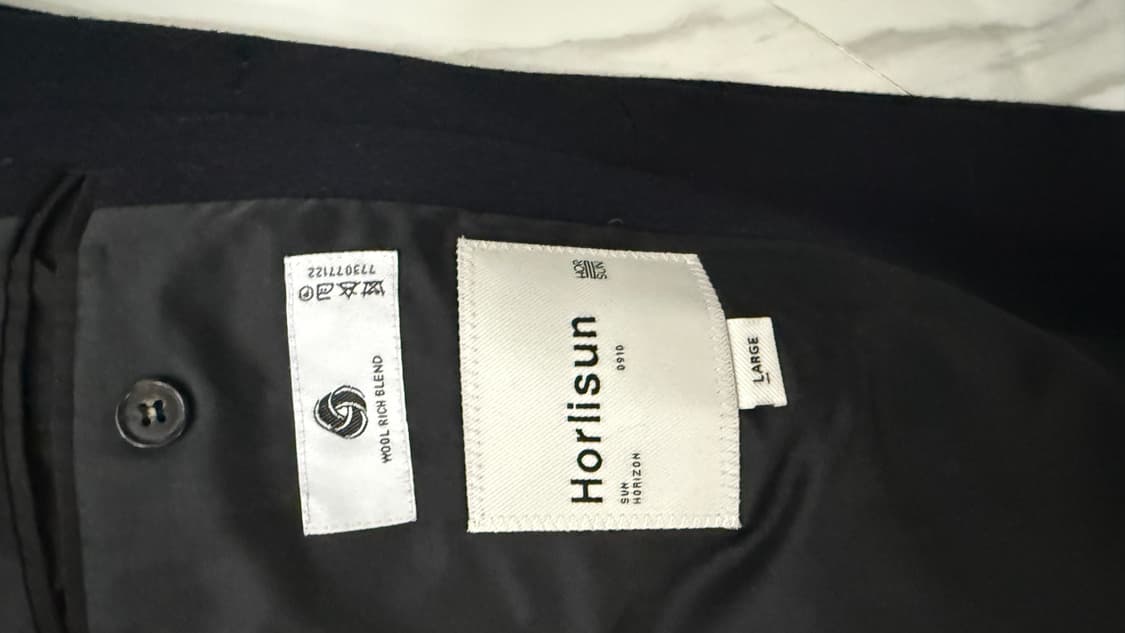 773077122
WOOL RICH BLEND
HOR
SUN
Horlisun
0910
SUN
HORIZON
LARGE